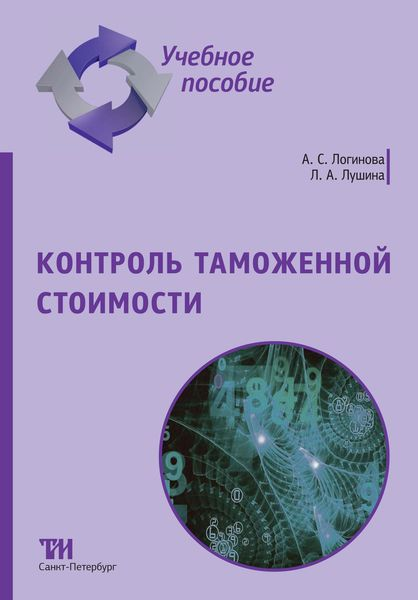 Учебное
пособие
А. С. Логинова
Л. А. Лушина
КОНТРОЛЬ ТАМОЖЕННОЙ
СТОИМОСТИ
ТИ
Санкт-Петербург